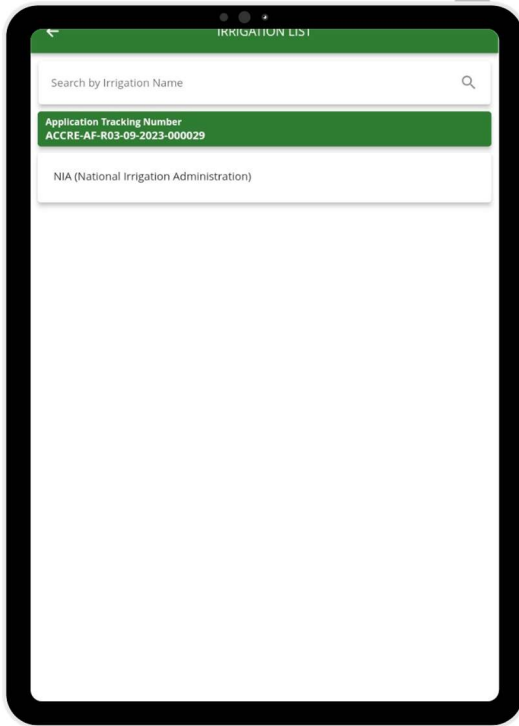 IRRIGATION LIST
Search by Irrigation Name
Application Tracking Number
ACCRE-AF-R03-09-2023-000029
NIA (National Irrigation Administration)